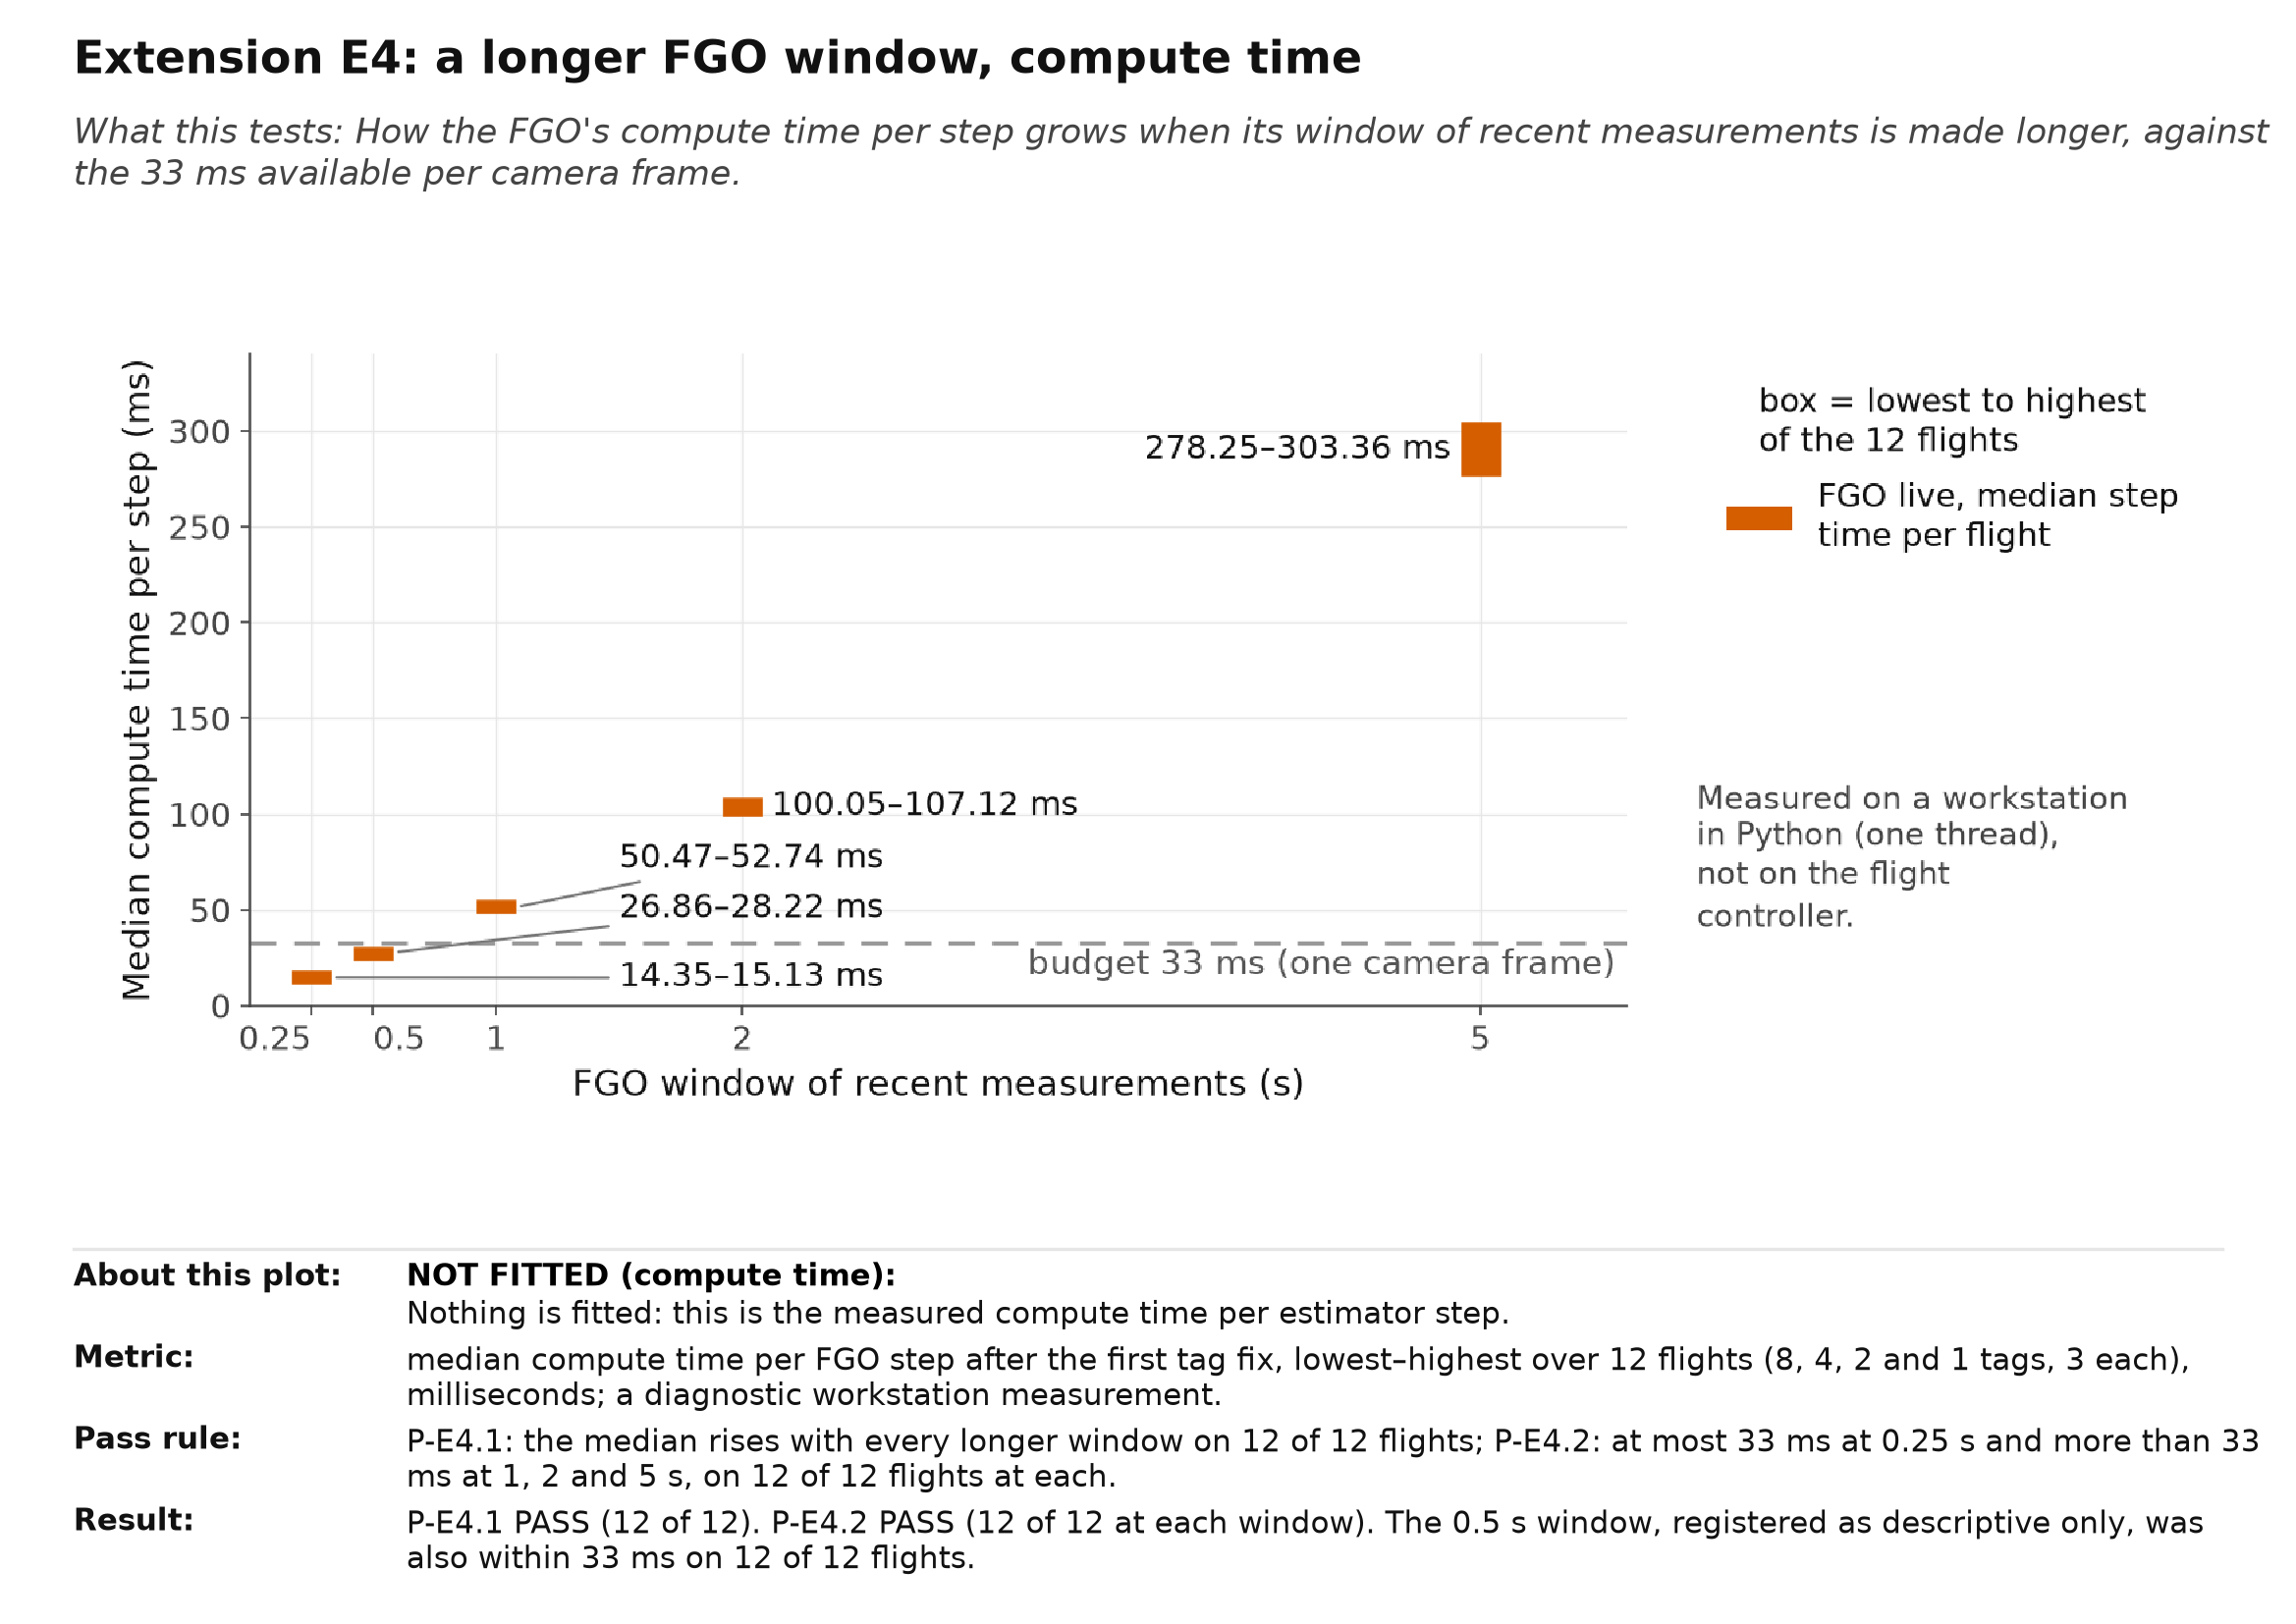 Extension E4: a longer FGO window, compute time
What this tests: How the FGO's compute time per step grows when its window of recent measurements is made longer, against
the 33 ms available per camera frame.
Median compute time per step (ms)
300
250
200
150
100
50
0
278.25–303.36 ms
100.05–107.12 ms
50.47–52.74 ms
26.86–28.22 ms
14.35–15.13 ms
budget 33 ms (one camera frame)
0.25 0.5 1 2 5
FGO window of recent measurements (s)
box = lowest to highest
of the 12 flights
FGO live, median step
time per flight
Measured on a workstation
in Python (one thread),
not on the flight
controller.
About this plot: NOT FITTED (compute time):
Nothing is fitted: this is the measured compute time per estimator step.
Metric: median compute time per FGO step after the first tag fix, lowest–highest over 12 flights (8, 4, 2 and 1 tags, 3 each),
milliseconds; a diagnostic workstation measurement.
Pass rule: P-E4.1: the median rises with every longer window on 12 of 12 flights; P-E4.2: at most 33 ms at 0.25 s and more than 33
ms at 1, 2 and 5 s, on 12 of 12 flights at each.
Result: P-E4.1 PASS (12 of 12). P-E4.2 PASS (12 of 12 at each window). The 0.5 s window, registered as descriptive only, was
also within 33 ms on 12 of 12 flights.